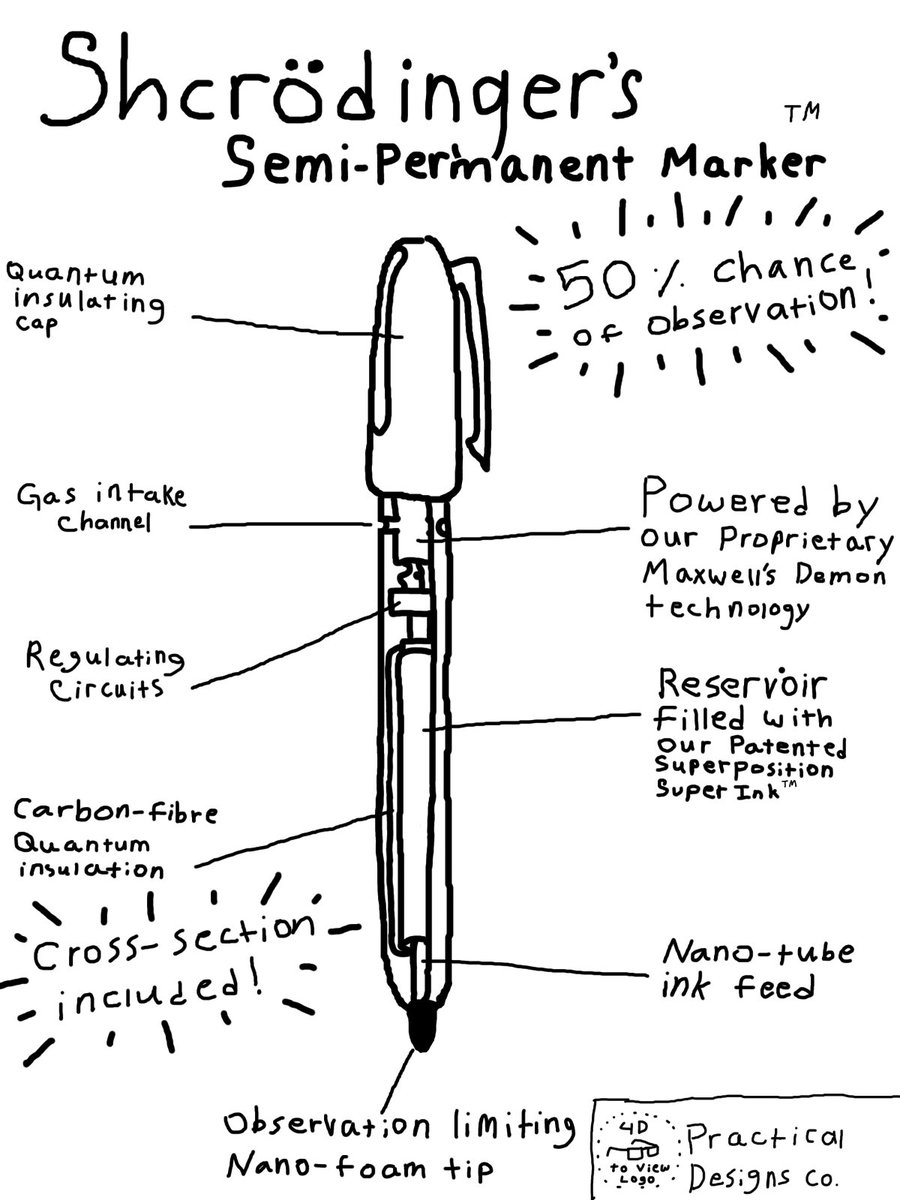 Shcrödinger's
TM
Semi-Permanent Marker
50% chance
of observation!
Quantum
insulating
cap
Gas intake
channel
Powered by
our Proprietary
Maxwell's Demon
technology
Regulating
circuits
Reservoir
filled with
our Patented
Superposition
Super Ink™
Carbon-fibre
Quantum
insulation
Cross-section
included!
Nano-tube
ink feed
Observation limiting
Nano-foam tip
4D
to view
Logo
Practical
Designs co.